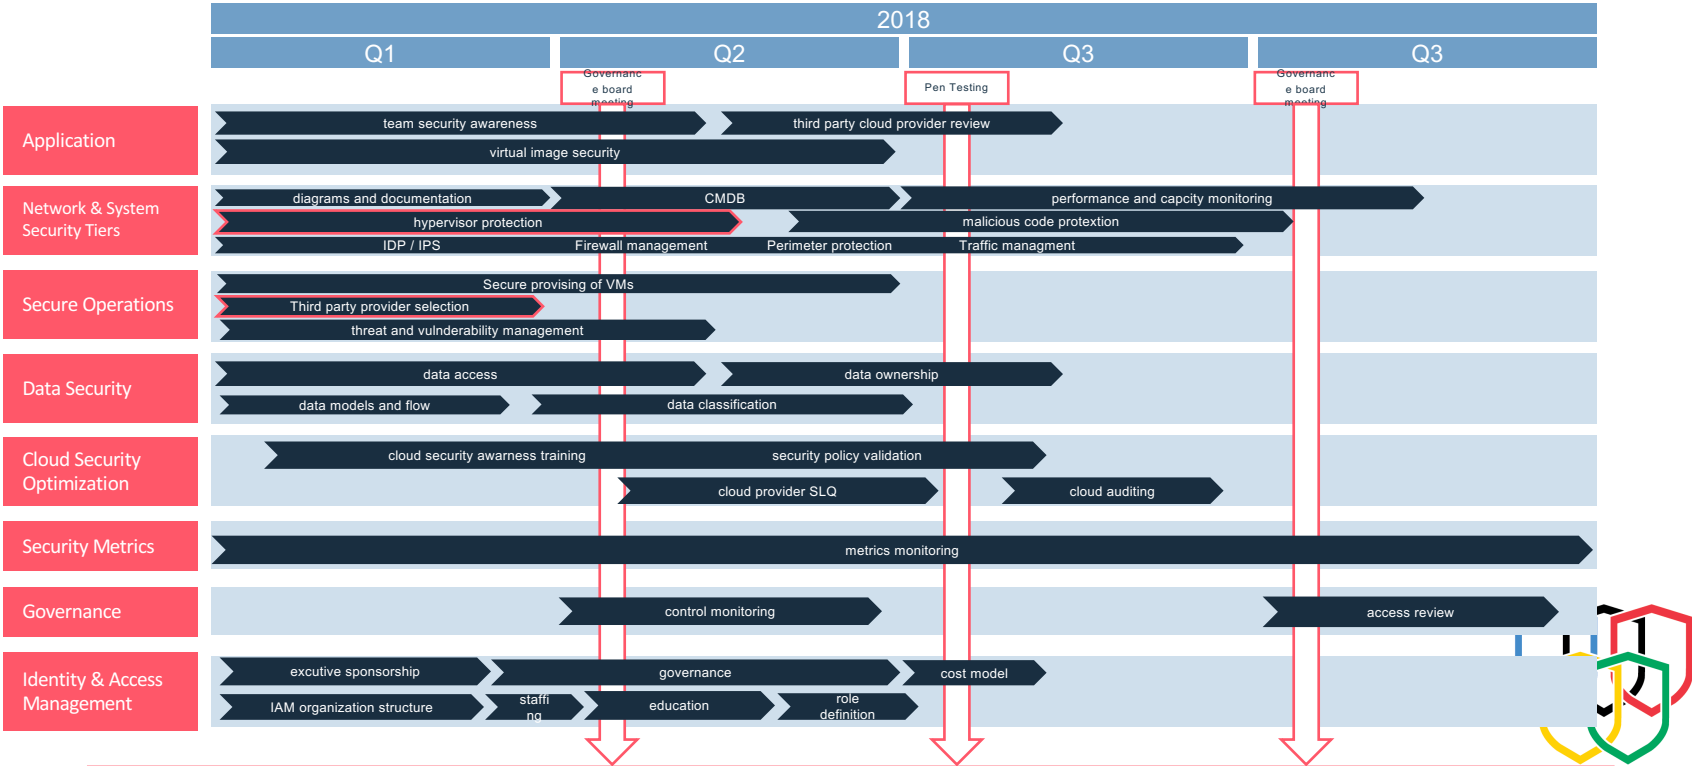 2018
Q1
Q2
Q3
Q3
Governanc
e board
meeting
Pen Testing
Governanc
e board
meeting
Application
team security awareness
third party cloud provider review
virtual image security
Network & System
Security Tiers
diagrams and documentation
CMDB
performance and capcity monitoring
hypervisor protection
malicious code protextion
IDP / IPS
Firewall management
Perimeter protection
Traffic managment
Secure Operations
Secure provising of VMs
Third party provider selection
threat and vulnderability management
Data Security
data access
data ownership
data models and flow
data classification
Cloud Security
Optimization
cloud security awarness training
security policy validation
cloud provider SLQ
cloud auditing
Security Metrics
metrics monitoring
Governance
control monitoring
access review
Identity & Access
Management
excutive sponsorship
governance
cost model
IAM organization structure
staffi
ng
education
role
definition